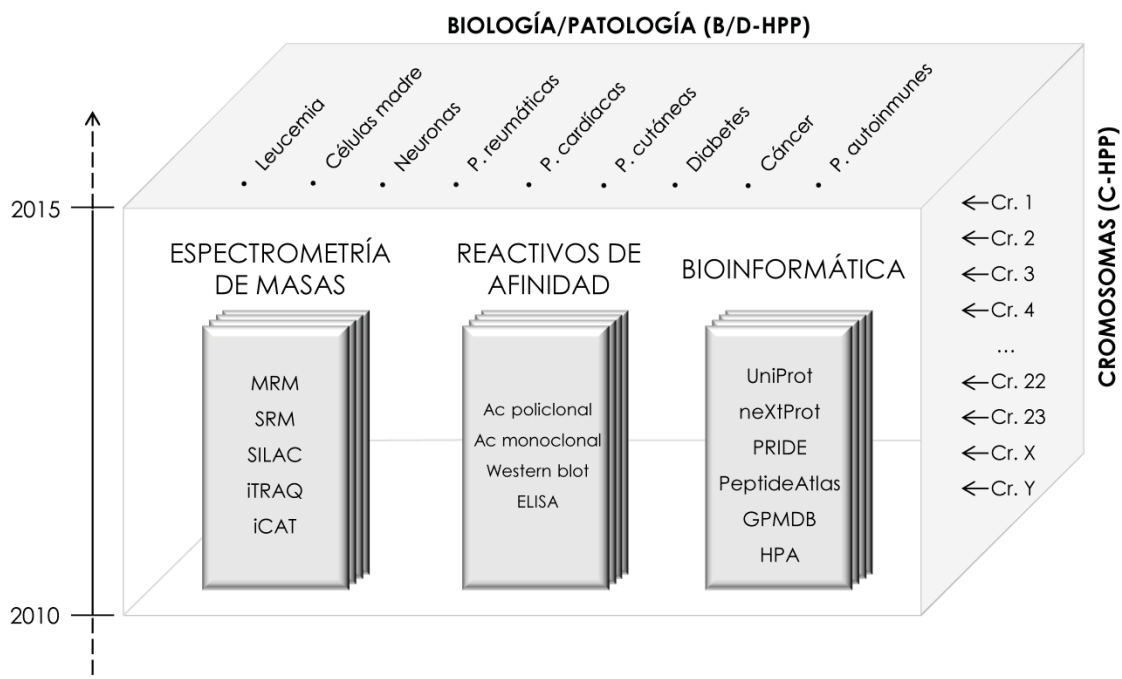 BIOLOGÍA/PATOLOGÍA (B/D-HPP)
Leucemia
Células madre
Neuronas
P. reumáticas
P. cardíacas
P. cutáneas
Diabetes
Cáncer
P. autoinmunes
2015
2010
ESPECTROMETRÍA
DE MASAS
MRM
SRM
SILAC
iTRAQ
iCAT
REACTIVOS DE
AFINIDAD
Ac policlonal
Ac monoclonal
Western blot
ELISA
BIOINFORMÁTICA
UniProt
neXtProt
PRIDE
PeptideAtlas
GPMDB
HPA
←Cr. 1
←Cr. 2
←Cr. 3
←Cr. 4
...
←Cr. 22
←Cr. 23
←Cr. X
←Cr. Y
CROMOSOMAS (C-HPP)